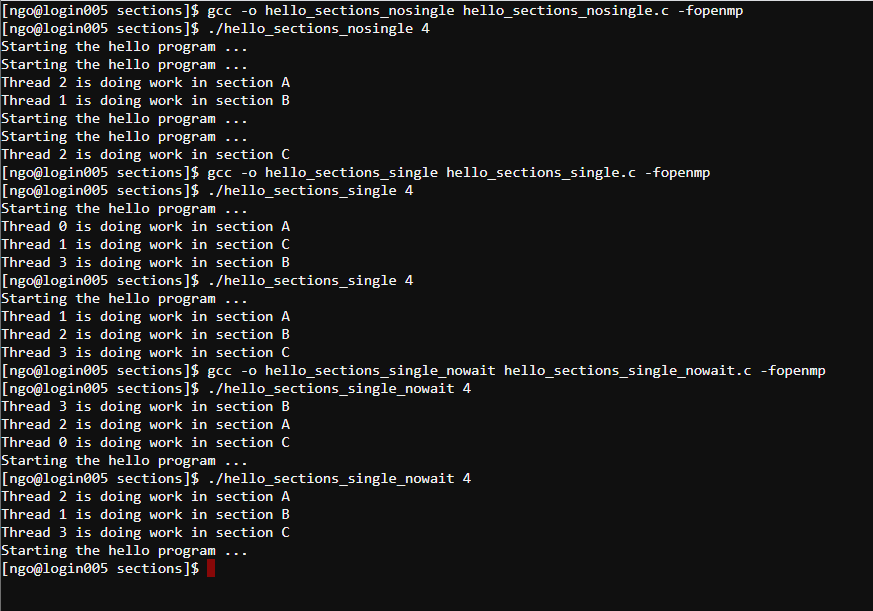 [ngo@login005 sections]$ gcc -o hello_sections_nosingle hello_sections_nosingle.c -fopenmp
[ngo@login005 sections]$ ./hello_sections_nosingle 4
Starting the hello program ...
Starting the hello program ...
Thread 2 is doing work in section A
Thread 1 is doing work in section B
Starting the hello program ...
Starting the hello program ...
Thread 2 is doing work in section C
[ngo@login005 sections]$ gcc -o hello_sections_single hello_sections_single.c -fopenmp
[ngo@login005 sections]$ ./hello_sections_single 4
Starting the hello program ...
Thread 0 is doing work in section A
Thread 1 is doing work in section C
Thread 3 is doing work in section B
[ngo@login005 sections]$ ./hello_sections_single 4
Starting the hello program ...
Thread 1 is doing work in section A
Thread 2 is doing work in section B
Thread 3 is doing work in section C
[ngo@login005 sections]$ gcc -o hello_sections_single_nowait hello_sections_single_nowait.c -fopenmp
[ngo@login005 sections]$ ./hello_sections_single_nowait 4
Thread 3 is doing work in section B
Thread 2 is doing work in section A
Thread 0 is doing work in section C
Starting the hello program ...
[ngo@login005 sections]$ ./hello_sections_single_nowait 4
Thread 2 is doing work in section A
Thread 1 is doing work in section B
Thread 3 is doing work in section C
Starting the hello program ...
[ngo@login005 sections]$